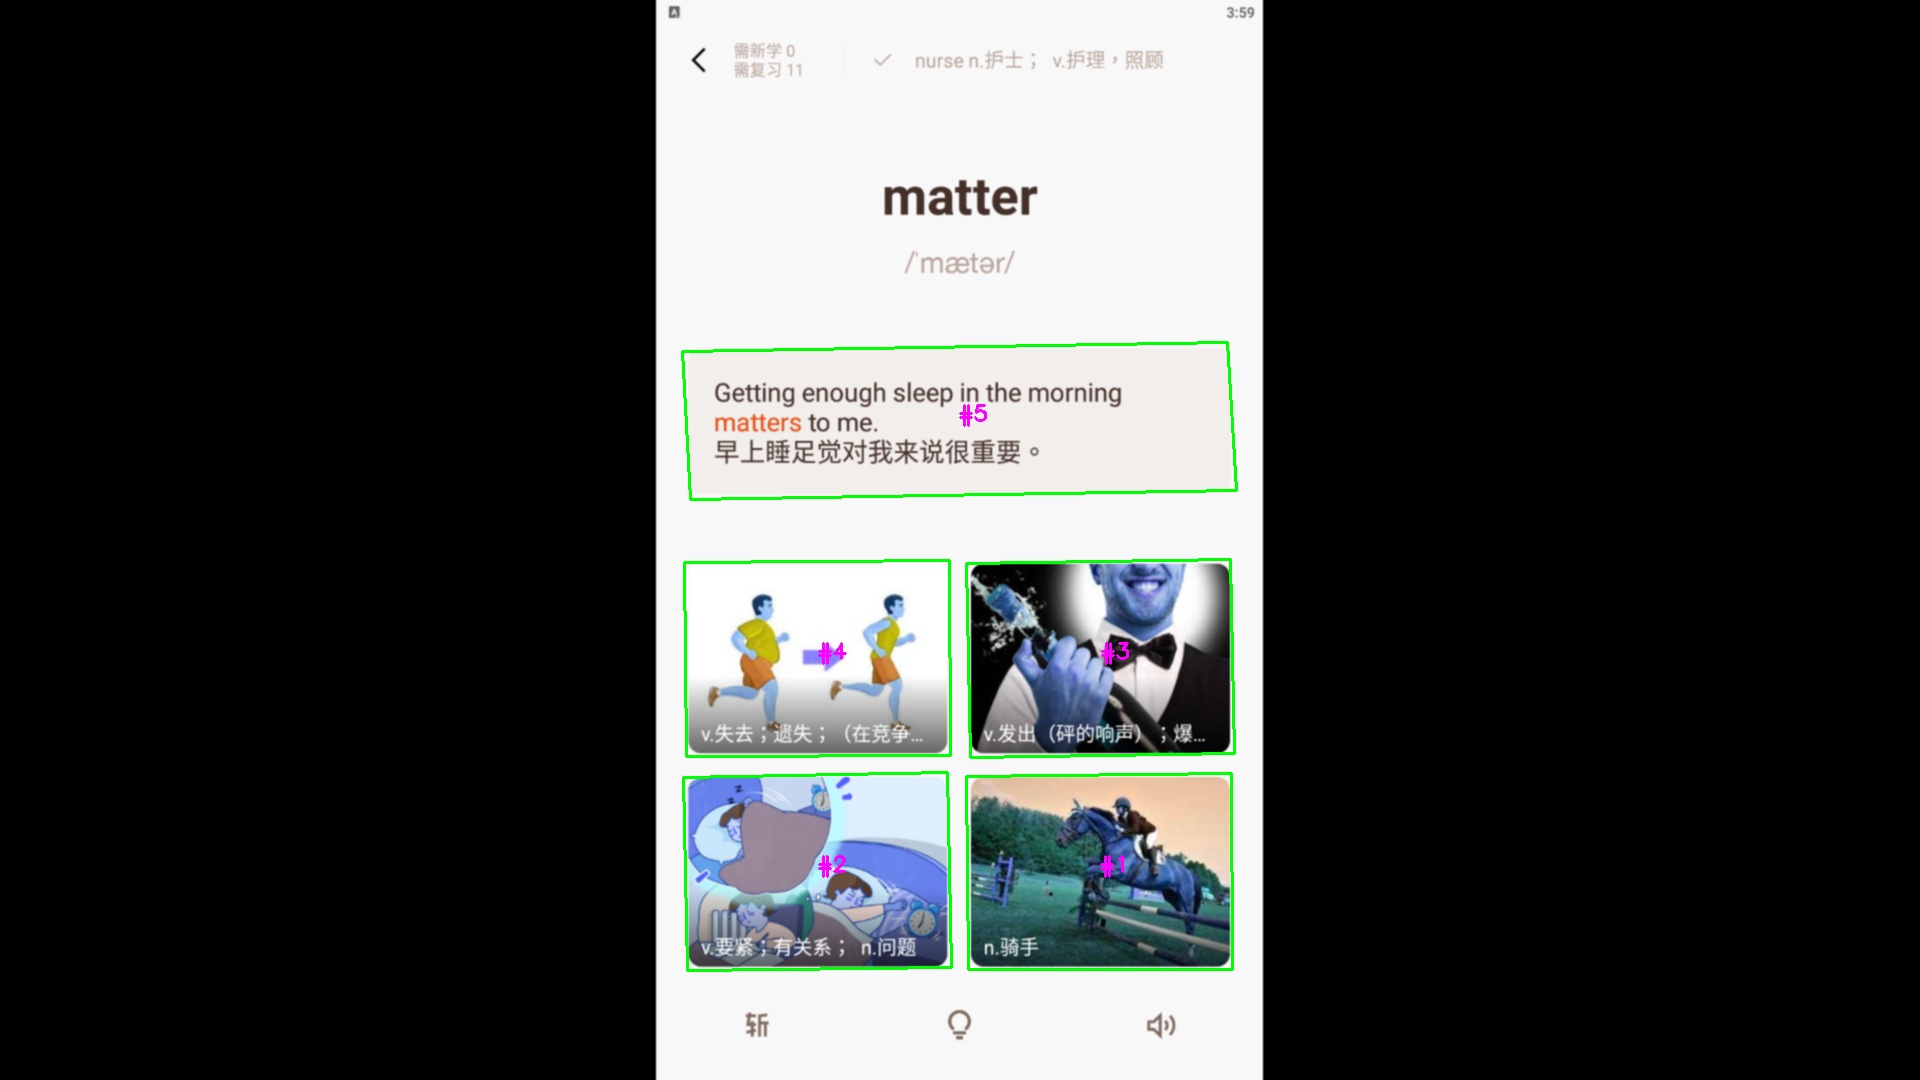 A 3:59
需新学 0
需复习 11
nurse n.护士； v.护理，照顾
matter
/ˈmætər/
Getting enough sleep in the morning
matters to me.
早上睡足觉对我来说很重要。
#5
#4
v.失去；遗失；（在竞争...
#3
v.发出（砰的响声）；爆...
#2
v.要紧；有关系； n.问题
#1
n.骑手
斩